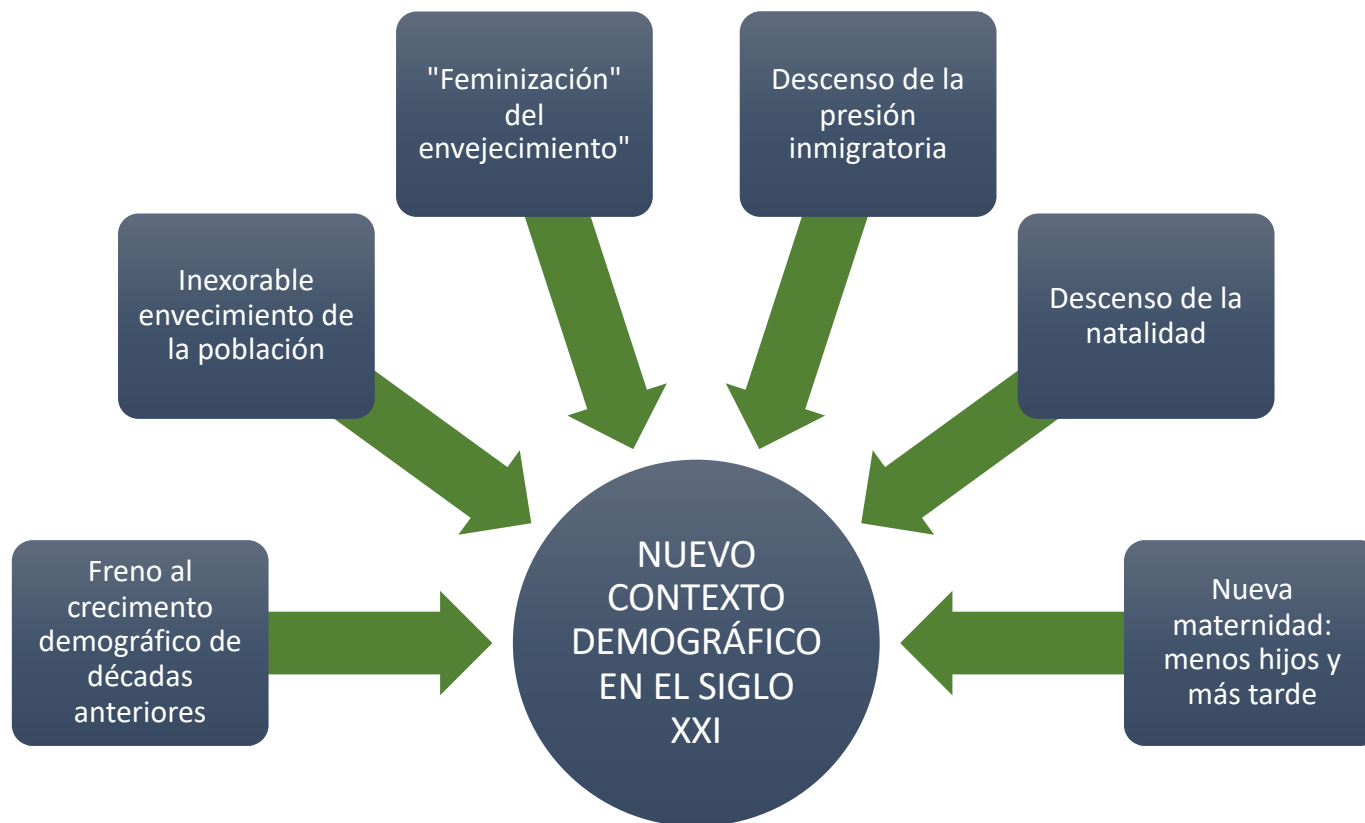 "Feminización"
del
envejecimiento"
Descenso de la
presión
inmigratoria
Inexorable
envecimiento de
la población
Descenso de la
natalidad
Freno al
crecimento
demográfico de
décadas
anteriores
NUEVO
CONTEXTO
DEMOGRÁFICO
EN EL SIGLO
XXI
Nueva
maternidad:
menos hijos y
más tarde